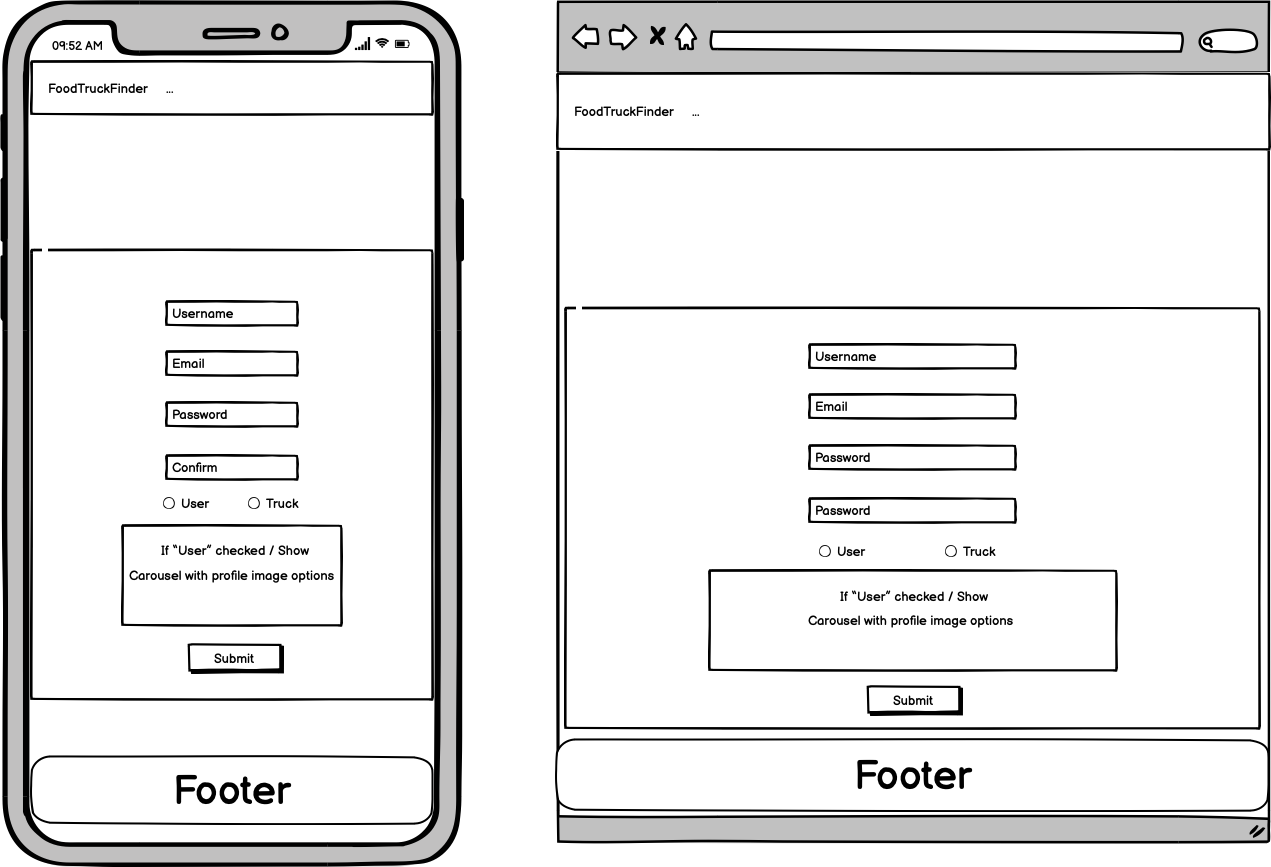 09:52 AM
FoodTruckFinder ...
Username
Email
Password
Confirm
User Truck
If “User” checked / Show
Carousel with profile image options
Submit
Footer
FoodTruckFinder ...
Username
Email
Password
Password
User Truck
If “User” checked / Show
Carousel with profile image options
Submit
Footer